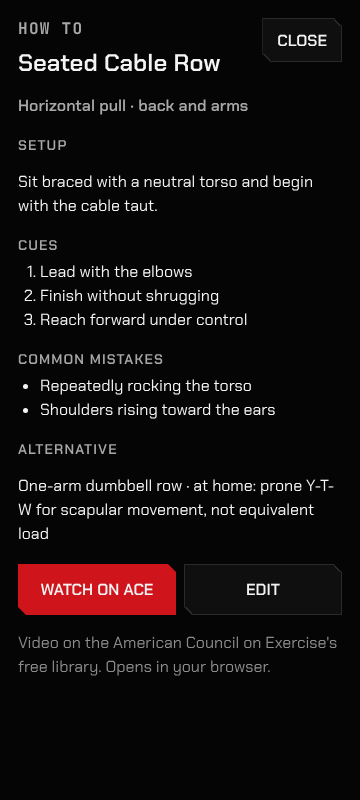 HOW TO
CLOSE
Seated Cable Row
Horizontal pull · back and arms
SETUP
Sit braced with a neutral torso and begin
with the cable taut.
CUES
1. Lead with the elbows
2. Finish without shrugging
3. Reach forward under control
COMMON MISTAKES
• Repeatedly rocking the torso
• Shoulders rising toward the ears
ALTERNATIVE
One-arm dumbbell row · at home: prone Y-T-
W for scapular movement, not equivalent
load
WATCH ON ACE
EDIT
Video on the American Council on Exercise's
free library. Opens in your browser.